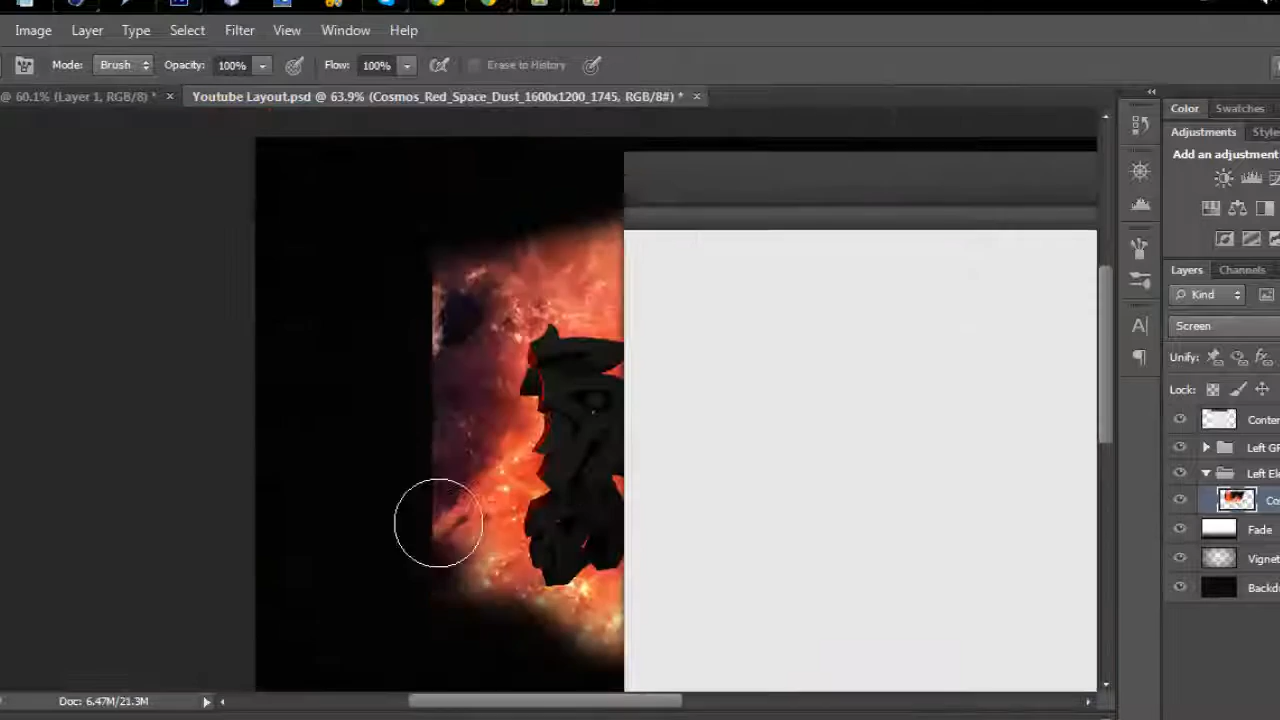 Image Layer Type Select Filter View Window Help
Mode: Brush Opacity: 100% Flow: 100% Erase to History
@ 60.1% (Layer 1, RGB/8) * × Youtube Layout.psd @ 63.9% (Cosmos_Red_Space_Dust_1600x1200_1745, RGB/8#) * ×
Color Swatches
Adjustments Style
Add an adjustment
Layers Channels
Kind
Screen
Unify:
Lock:
Conten
Left GR
Left Ele
Cos
Fade
Vignet
Backd
Doc: 6.47M/21.3M